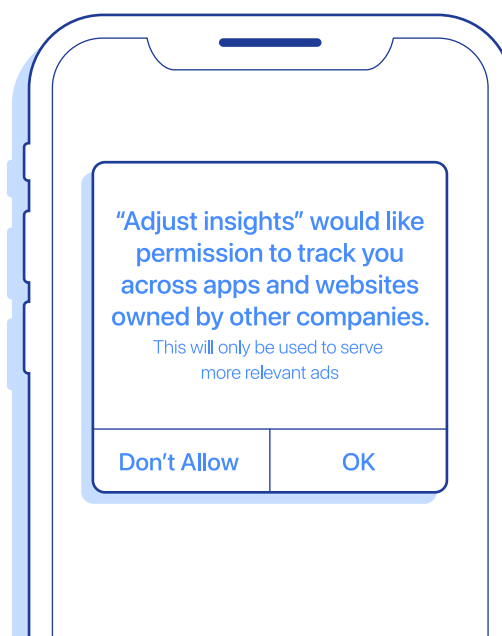 “Adjust insights” would like
permission to track you
across apps and websites
owned by other companies.
This will only be used to serve
more relevant ads
Don’t Allow
OK